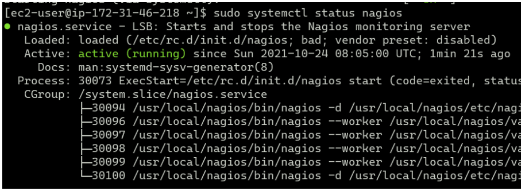 [ec2-user@ip-172-31-46-218 ~]$ sudo systemctl status nagios
● nagios.service - LSB: Starts and stops the Nagios monitoring server
Loaded: loaded (/etc/rc.d/init.d/nagios; bad; vendor preset: disabled)
Active: active (running) since Sun 2021-10-24 08:05:00 UTC; 1min 21s ago
Docs: man:systemd-sysv-generator(8)
Process: 30073 ExecStart=/etc/rc.d/init.d/nagios start (code=exited, status
CGroup: /system.slice/nagios.service
├─30094 /usr/local/nagios/bin/nagios -d /usr/local/nagios/etc/nagi
├─30096 /usr/local/nagios/bin/nagios --worker /usr/local/nagios/va
├─30097 /usr/local/nagios/bin/nagios --worker /usr/local/nagios/va
├─30098 /usr/local/nagios/bin/nagios --worker /usr/local/nagios/va
├─30099 /usr/local/nagios/bin/nagios --worker /usr/local/nagios/va
└─30100 /usr/local/nagios/bin/nagios -d /usr/local/nagios/etc/nagi